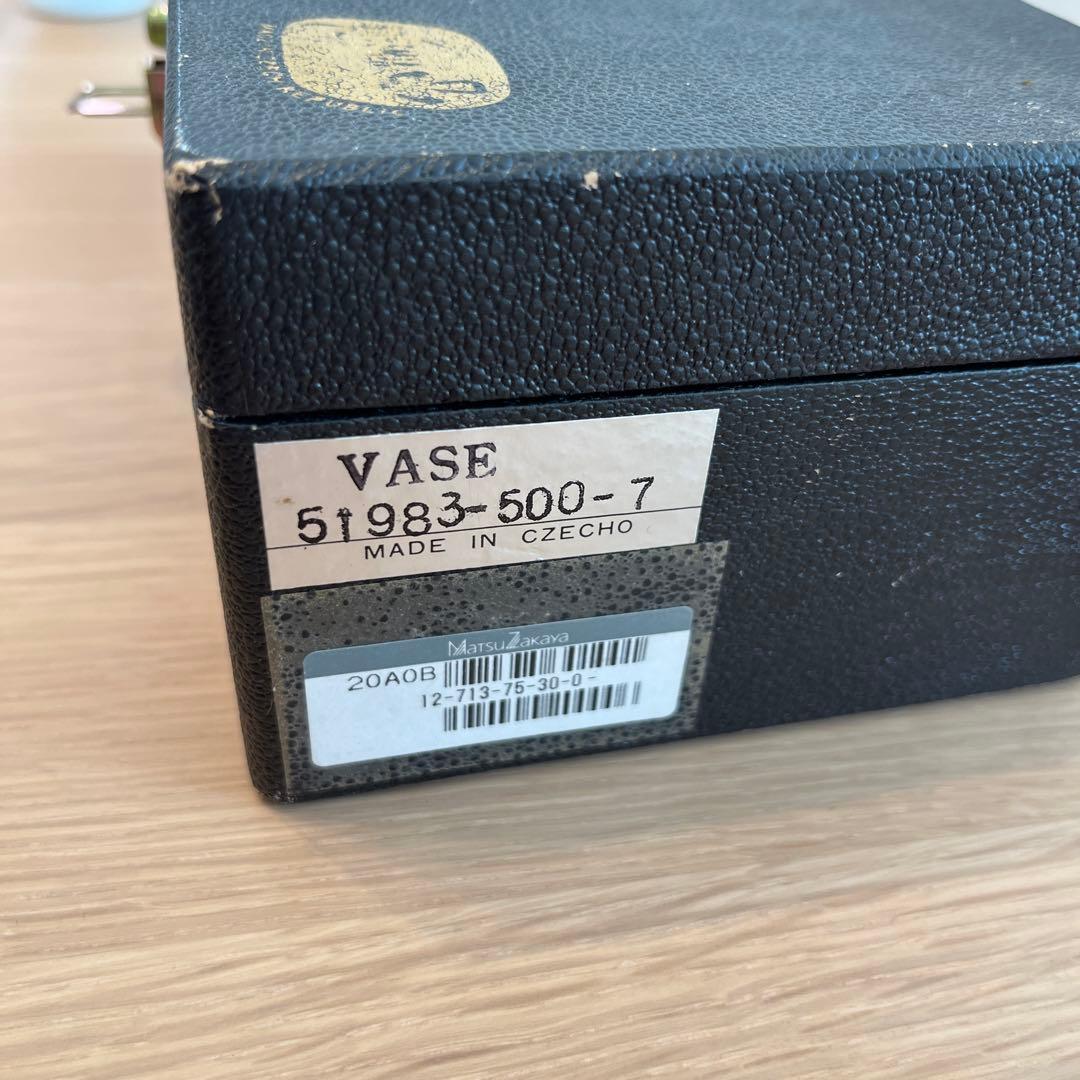 VASE
51983-500-7
MADE IN CZECHO
MatsuZakaya
20A0B
12-713-75-30-0-